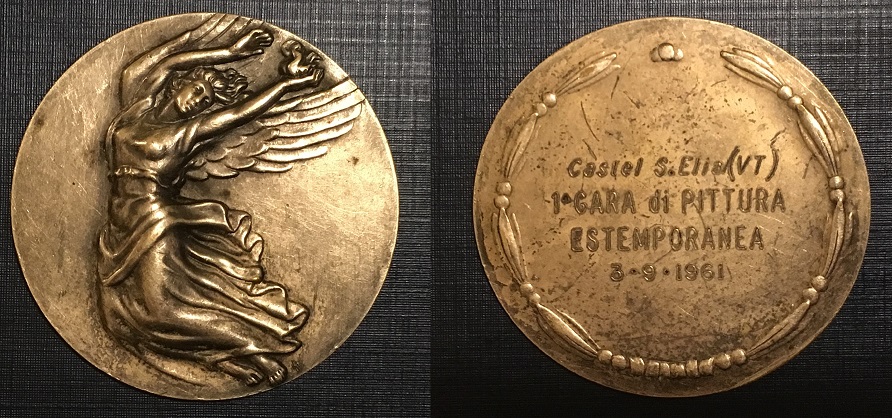 Castel S.Elia(VT)
1ª GARA di PITTURA
ESTEMPORANEA
3-9-1961